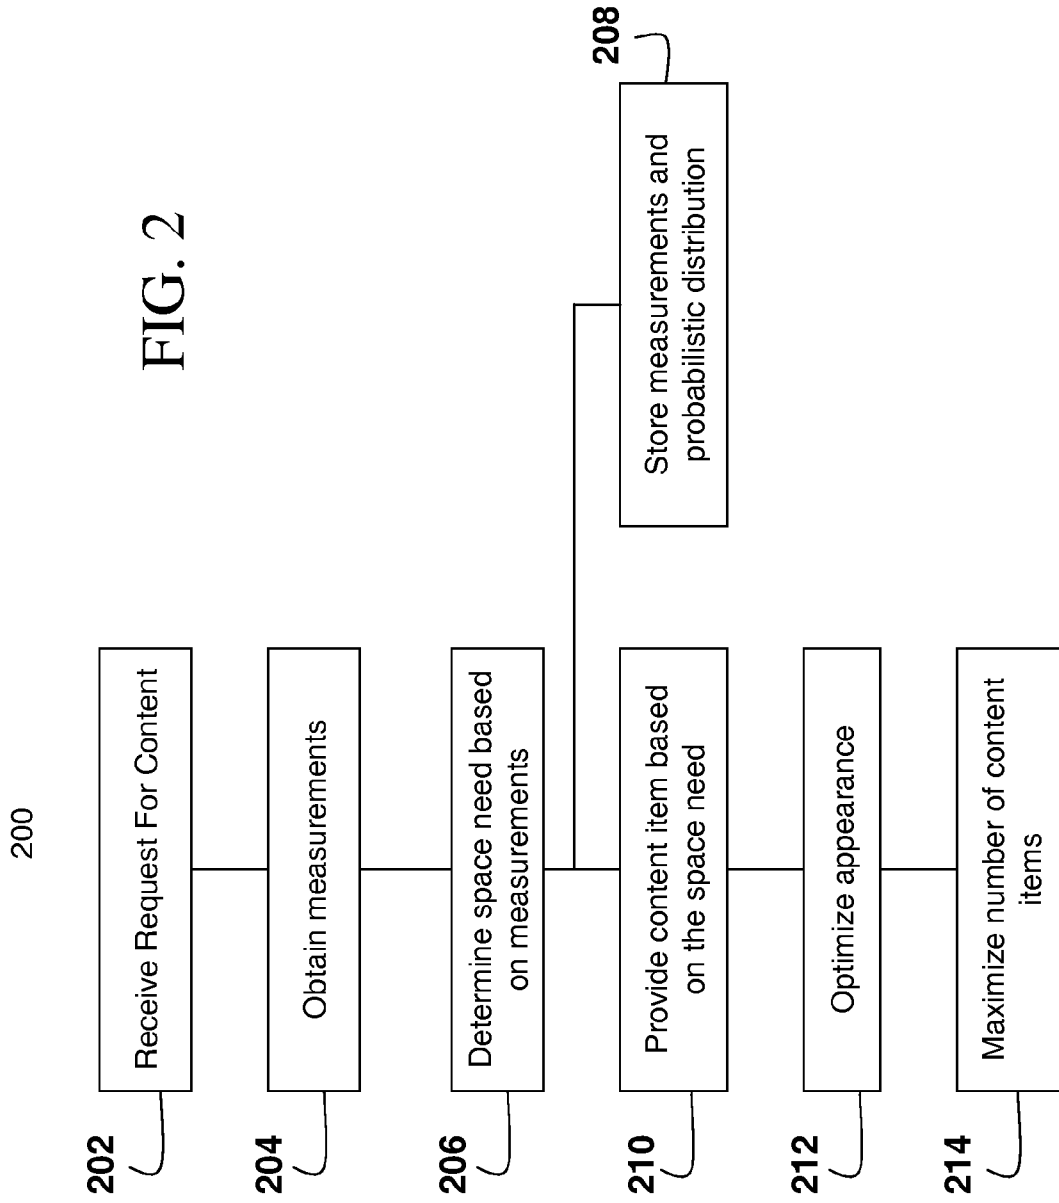 200
FIG. 2
202
Receive Request For Content
204
Obtain measurements
206
Determine space need based
on measurements
208
Store measurements and
probabilistic distribution
210
Provide content item based
on the space need
212
Optimize appearance
214
Maximize number of content
items